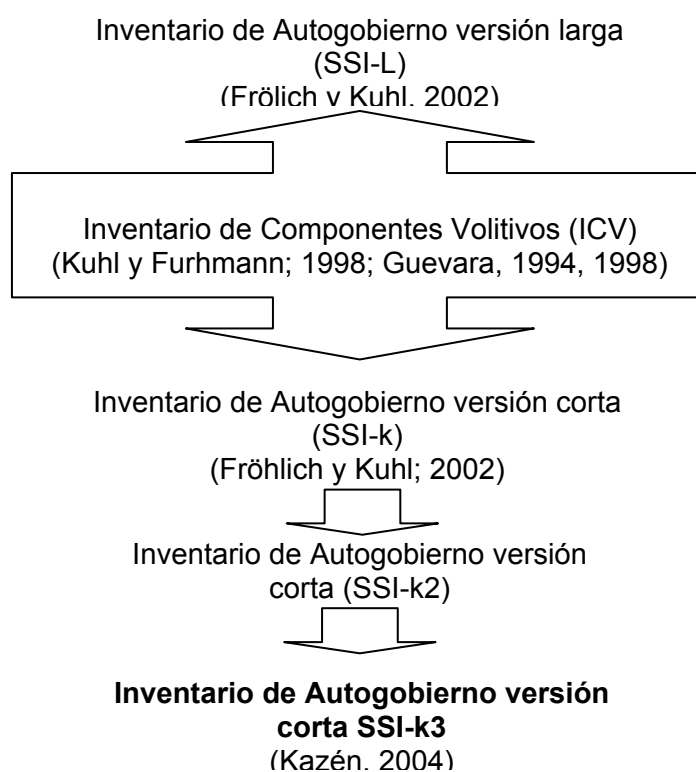 Inventario de Autogobierno versión larga
(SSI-L)
(Frölich y Kuhl, 2002)
Inventario de Componentes Volitivos (ICV)
(Kuhl y Furhmann; 1998; Guevara, 1994, 1998)
Inventario de Autogobierno versión corta
(SSI-k)
(Fröhlich y Kuhl; 2002)
Inventario de Autogobierno versión
corta (SSI-k2)
Inventario de Autogobierno versión
corta SSI-k3
(Kazén, 2004)